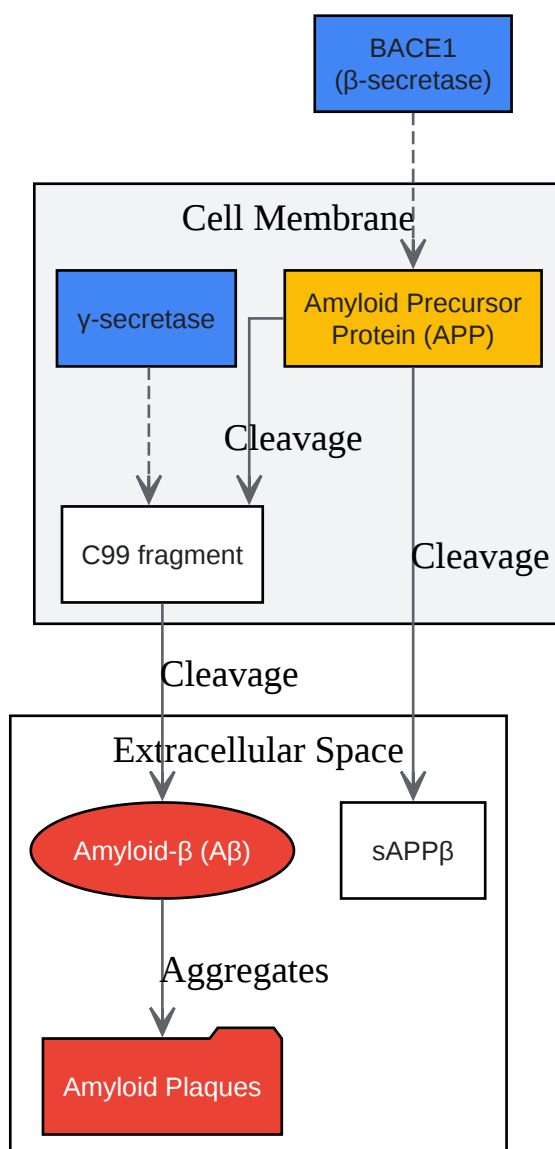 BACE1
(β-secretase)
Cell Membrane
γ-secretase
Amyloid Precursor
Protein (APP)
Cleavage
C99 fragment
Cleavage
Cleavage
Extracellular Space
Amyloid-β (Aβ)
sAPPβ
Aggregates
Amyloid Plaques